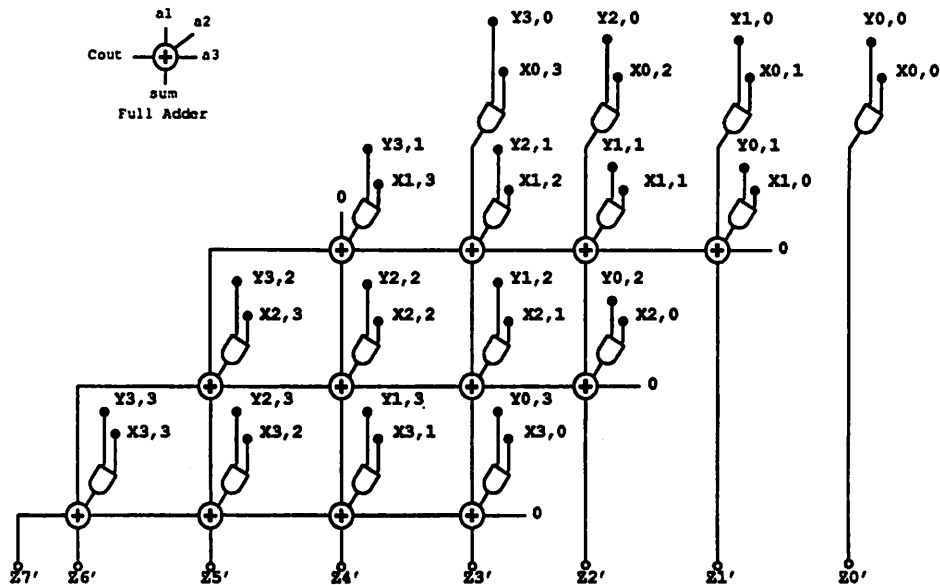 a1
a2
Cout
a3
sum
Full Adder
Y3,0 Y2,0 Y1,0 Y0,0
X0,3 X0,2 X0,1 X0,0
Y3,1 Y2,1 Y1,1 Y0,1
X1,3 X1,2 X1,1 X1,0
0
0
Y3,2 Y2,2 Y1,2 Y0,2
X2,3 X2,2 X2,1 X2,0
0
Y3,3 Y2,3 Y1,3 Y0,3
X3,3 X3,2 X3,1 X3,0
0
Z7' Z6' Z5' Z4' Z3' Z2' Z1' Z0'